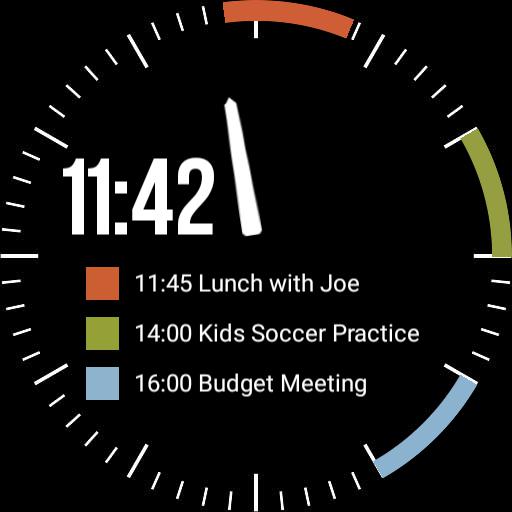 11:42
11:45 Lunch with Joe
14:00 Kids Soccer Practice
16:00 Budget Meeting